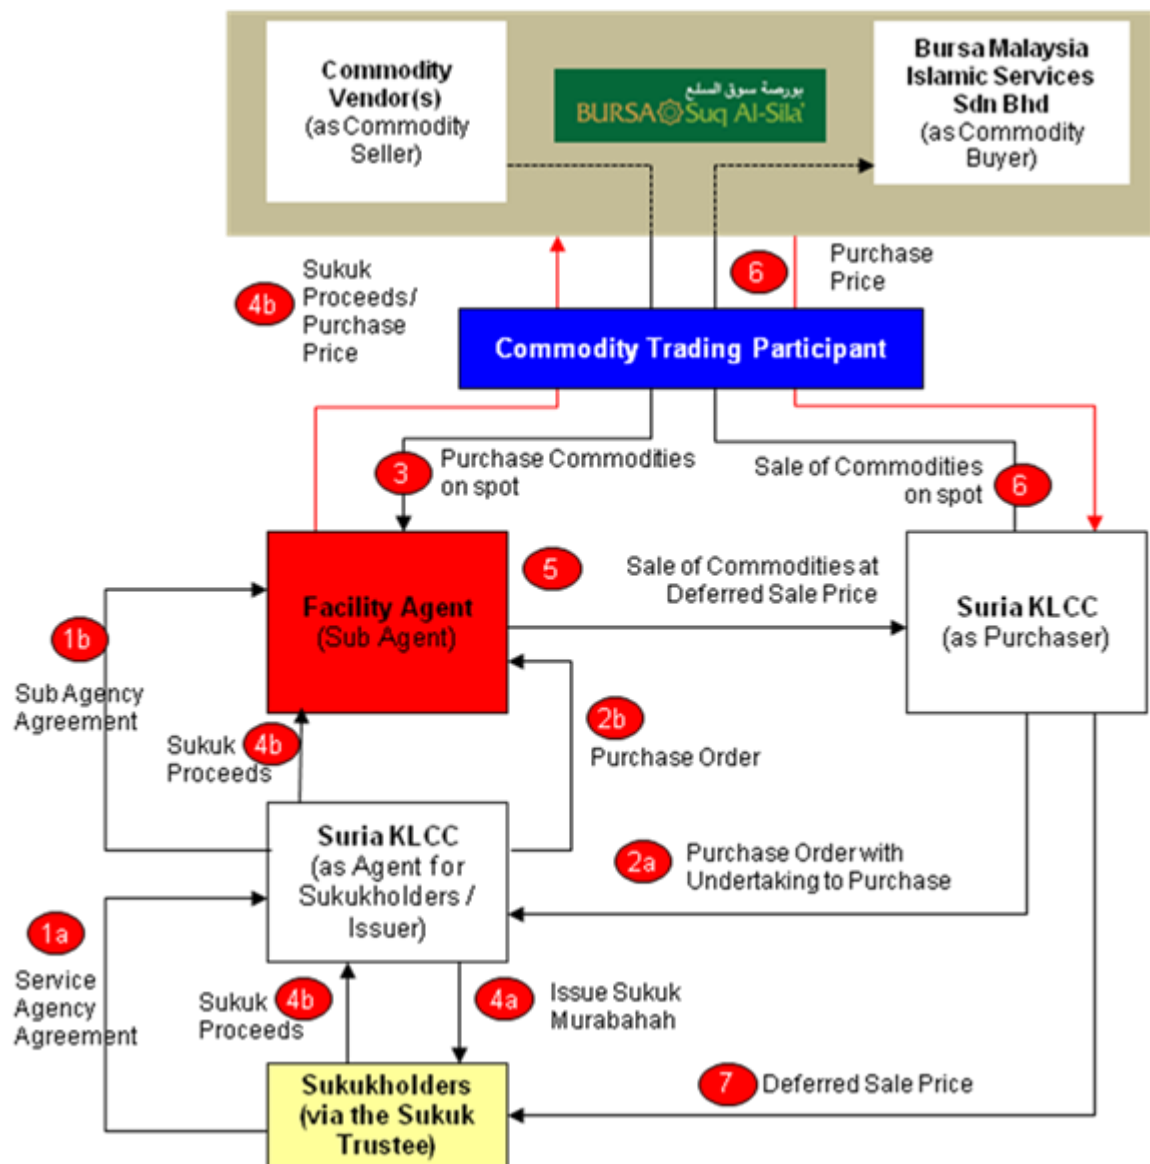 Commodity
Vendor(s)
(as Commodity
Seller)
بورصة سوق السلع
BURSA Suq Al-Sila'
Bursa Malaysia
Islamic Services
Sdn Bhd
(as Commodity
Buyer)
4b
Sukuk
Proceeds /
Purchase
Price
6
Purchase
Price
Commodity Trading Participant
3
Purchase Commodities
on spot
Sale of Commodities
on spot
6
Facility Agent
(Sub Agent)
5
Sale of Commodities at
Deferred Sale Price
Suria KLCC
(as Purchaser)
1b
Sub Agency
Agreement
Sukuk
Proceeds
4b
2b
Purchase Order
Suria KLCC
(as Agent for
Sukukholders /
Issuer)
2a
Purchase Order with
Undertaking to Purchase
1a
Service
Agency
Agreement
Sukuk
Proceeds
4b
4a
Issue Sukuk
Murabahah
Sukukholders
(via the Sukuk
Trustee)
7
Deferred Sale Price